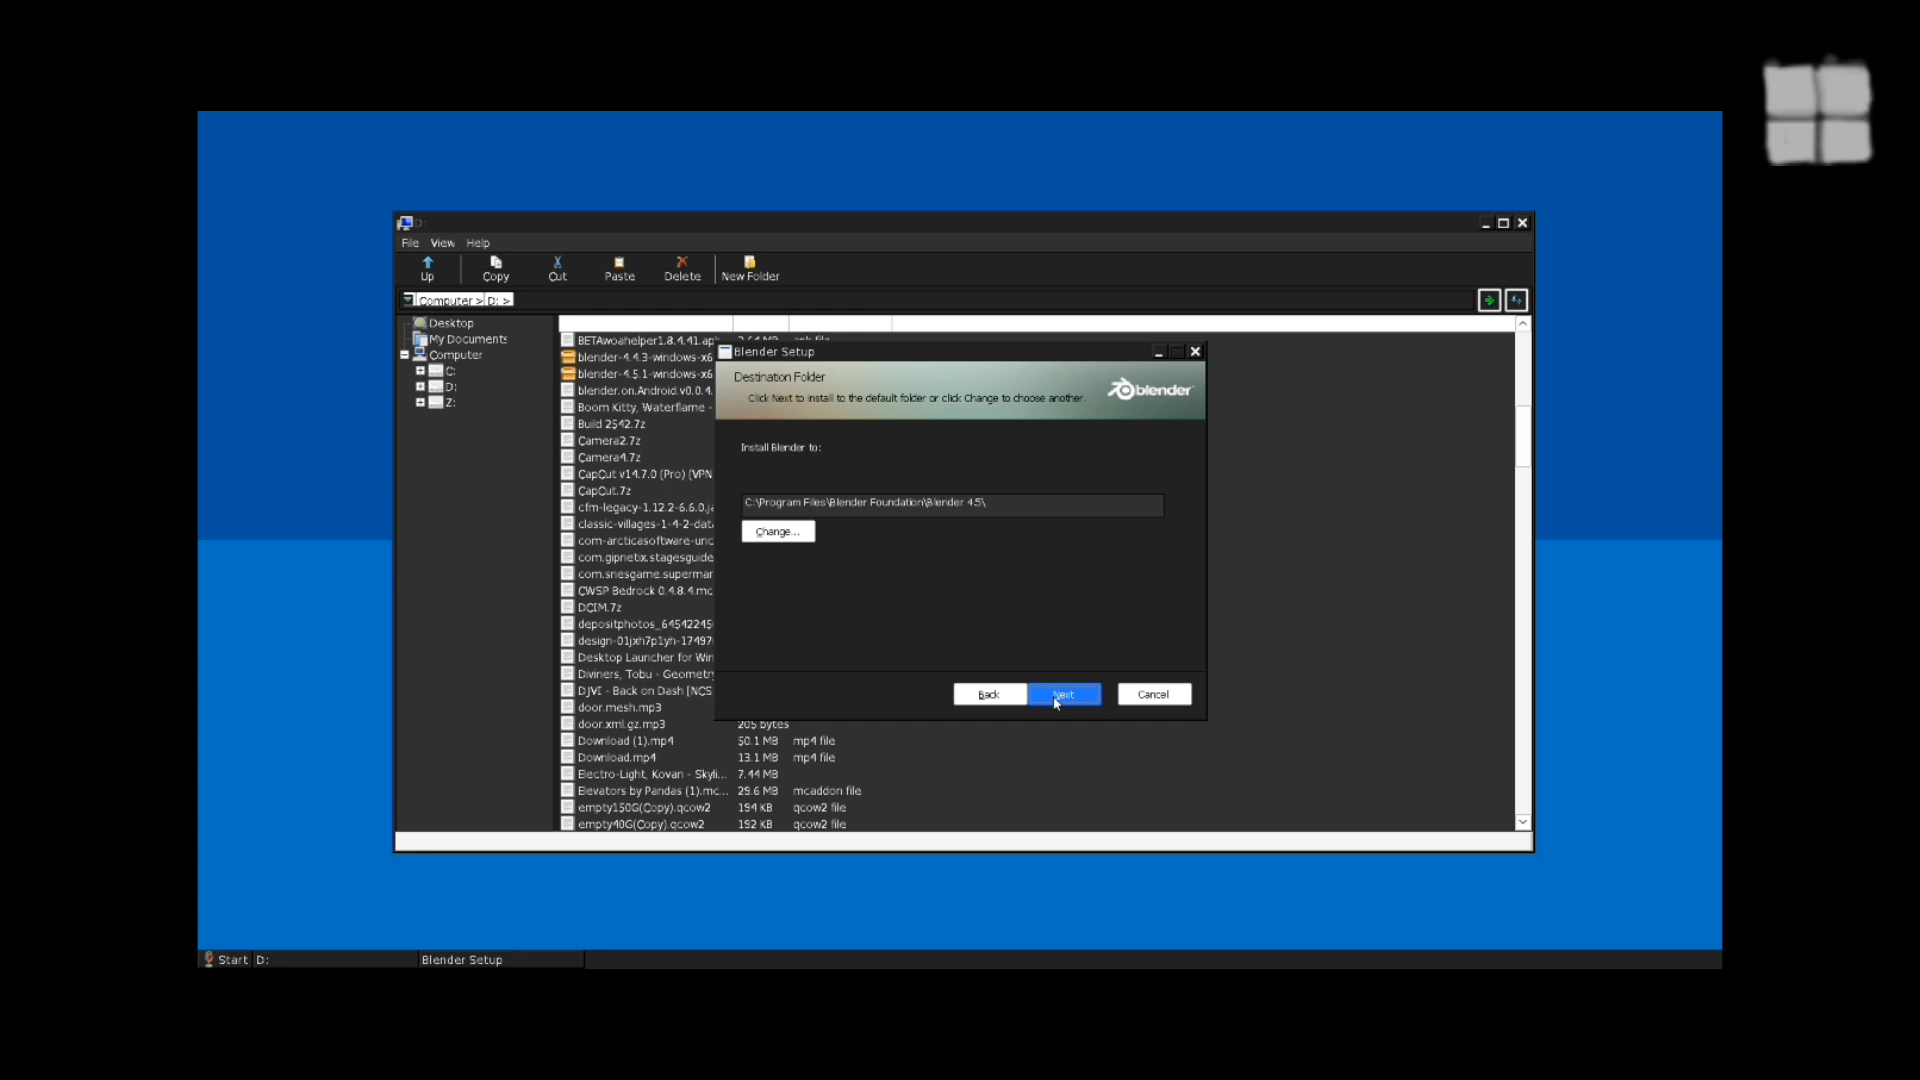 D:
File View Help
Up Copy Cut Paste Delete New Folder
Computer > D: >
Desktop
My Documents
Computer
C:
D:
Z:
BETAwoahelper1.8.4.41.apk
blender-4.4.3-windows-x6
blender-4.5.1-windows-x6
blender.on.Android.v0.0.4.
Boom Kitty, Waterflame -
Build 2542.7z
Camera2.7z
Camera4.7z
CapCut v14.7.0 (Pro) (VPN
CapCut.7z
cfm-legacy-1.12.2-6.6.0.ja
classic-villages-1-4-2-data
com-arcticasoftware-unc
com.gipnetix.stagesguide
com.snesgame.supermar
CWSP Bedrock 0.4.8.4.mc
DCIM.7z
depositphotos_64542245
design-01jxh7p1yh-17497
Desktop Launcher for Win
Diviners, Tobu - Geometry
DJVI - Back on Dash [NCS
door.mesh.mp3
door.xml.gz.mp3 205 bytes
Download (1).mp4 50.1 MB mp4 file
Download.mp4 13.1 MB mp4 file
Electro-Light, Kovan - Skyli... 7.44 MB
Elevators by Pandas (1).mc... 29.6 MB mcaddon file
empty150G(Copy).qcow2 194 KB qcow2 file
empty40G(Copy).qcow2 192 KB qcow2 file
Blender Setup
Destination Folder
Click Next to install to the default folder or click Change to choose another.
blender
Install Blender to:
C:\Program Files\Blender Foundation\Blender 4.5\
Change...
Back Next Cancel
Start D: Blender Setup